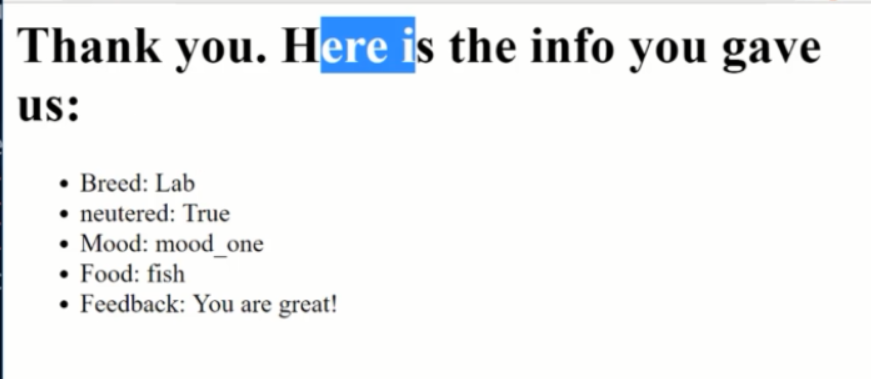 Thank you. Here is the info you gave
us:
• Breed: Lab
• neutered: True
• Mood: mood_one
• Food: fish
• Feedback: You are great!